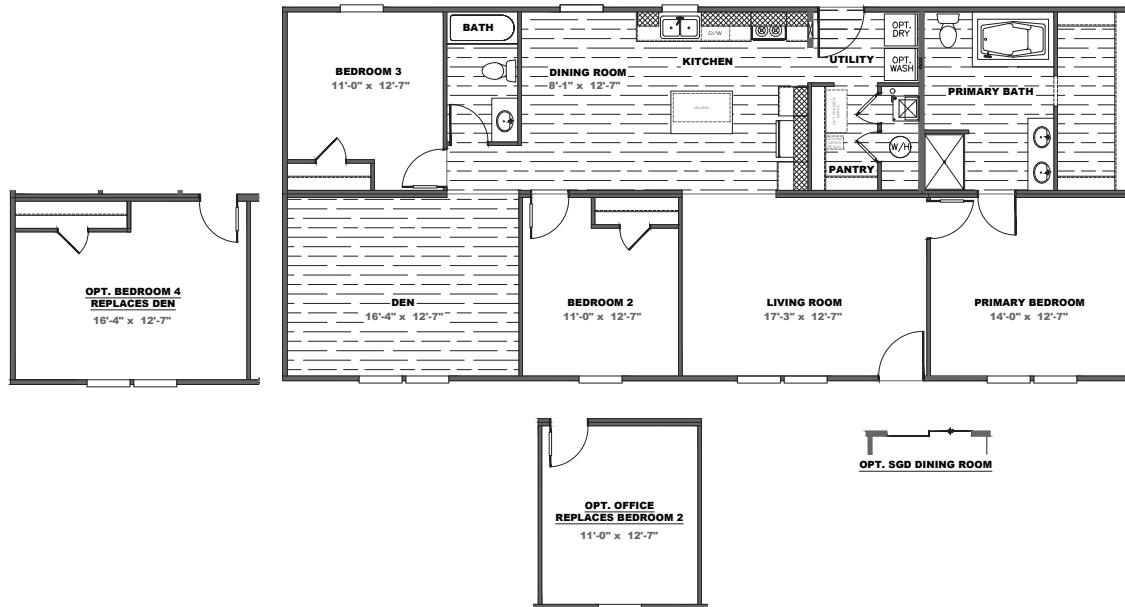 BATH
BEDROOM 3
11'-0" x 12'-7"
DINING ROOM
8'-1" x 12'-7"
D/W
KITCHEN
ISLAND
UTILITY
OPT.
DRY
OPT.
WASH
W/H
PANTRY
PRIMARY BATH
OPT. BEDROOM 4
REPLACES DEN
16'-4" x 12'-7"
DEN
16'-4" x 12'-7"
BEDROOM 2
11'-0" x 12'-7"
LIVING ROOM
17'-3" x 12'-7"
PRIMARY BEDROOM
14'-0" x 12'-7"
OPT. OFFICE
REPLACES BEDROOM 2
11'-0" x 12'-7"
OPT. SGD DINING ROOM